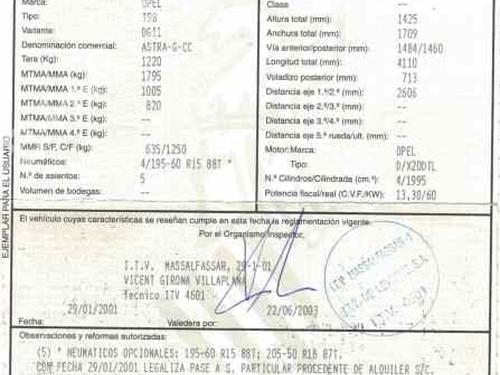 Marca: OPEL
Tipo: T98
Variante: DG11
Denominación comercial: ASTRA-G-CC
Tara (Kg): 1220
MTMA/MMA (kg): 1795
MTMA/MMA 1.º E (kg): 1005
MTMA/MMA 2.º E (kg): 820
MTMA/MMA 3.º E (kg): --
MTMA/MMA 4.º E (kg): --
MMR S/F, C/F (kg): 635/1250
Neumáticos: 4/195-60 R15 88T *
N.º de asientos: 5
Volumen de bodegas: --
Clase --
Altura total (mm): 1425
Anchura total (mm): 1709
Vía anterior/posterior (mm): 1484/1460
Longitud total (mm): 4110
Voladizo posterior (mm): 713
Distancia eje 1.º/2.º (mm): 2606
Distancia eje 2.º/3.º (mm): --
Distancia eje 3.º/4.º (mm): --
Distancia eje 5.º rueda/ult. (mm): --
Motor: Marca: OPEL
Tipo: D/X20DTL
N.º Cilindros/Cilindrada (cm.³): 4/1995
Potencia fiscal/real (C.V.F./KW): 13,30/60
EJEMPLAR PARA EL USUARIO
El vehículo cuyas características se reseñan cumple en esta fecha la reglamentación vigente.
Por el Organismo Inspector,
I.T.V. MASSALFASSAR, 29-1-01
VICENT GIRONA VILLAPLANA
Tecnico ITV 4601
29/01/2001 22/06/2003
Fecha: Valedera por:
ITV MASSALFASAR
Observaciones y reformas autorizadas:
(5) * NEUMATICOS OPCIONALES: 195-60 R15 88T; 205-50 R16 87T.
CON FECHA 29/01/2001 LEGALIZA PASE A S. PARTICULAR PROCEDENTE DE ALQUILER S/C.